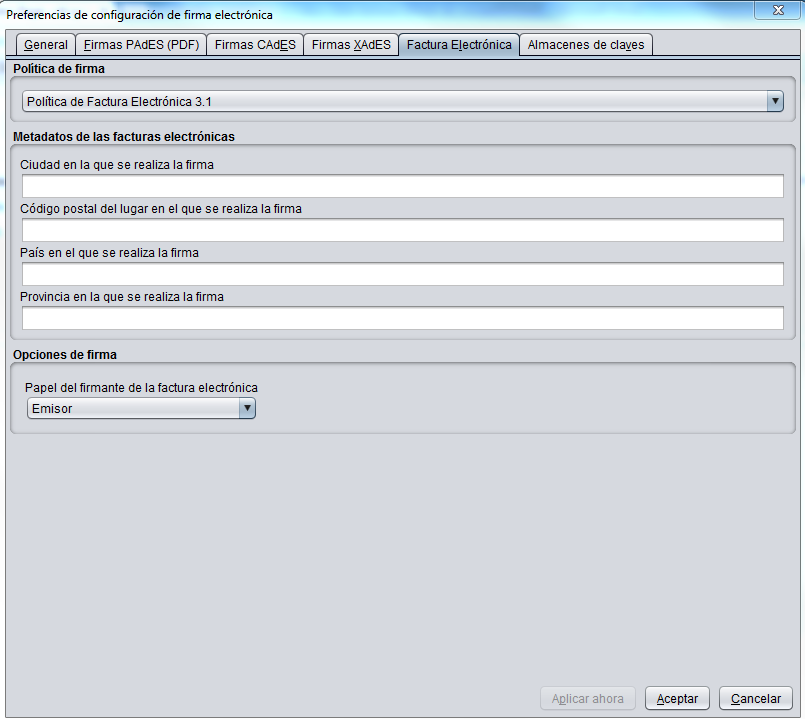 Preferencias de configuración de firma electrónica
General Firmas PAdES (PDF) Firmas CAdES Firmas XAdES Factura Electrónica Almacenes de claves
Política de firma
Política de Factura Electrónica 3.1
Metadatos de las facturas electrónicas
Ciudad en la que se realiza la firma
Código postal del lugar en el que se realiza la firma
País en el que se realiza la firma
Provincia en la que se realiza la firma
Opciones de firma
Papel del firmante de la factura electrónica
Emisor
Aplicar ahora Aceptar Cancelar